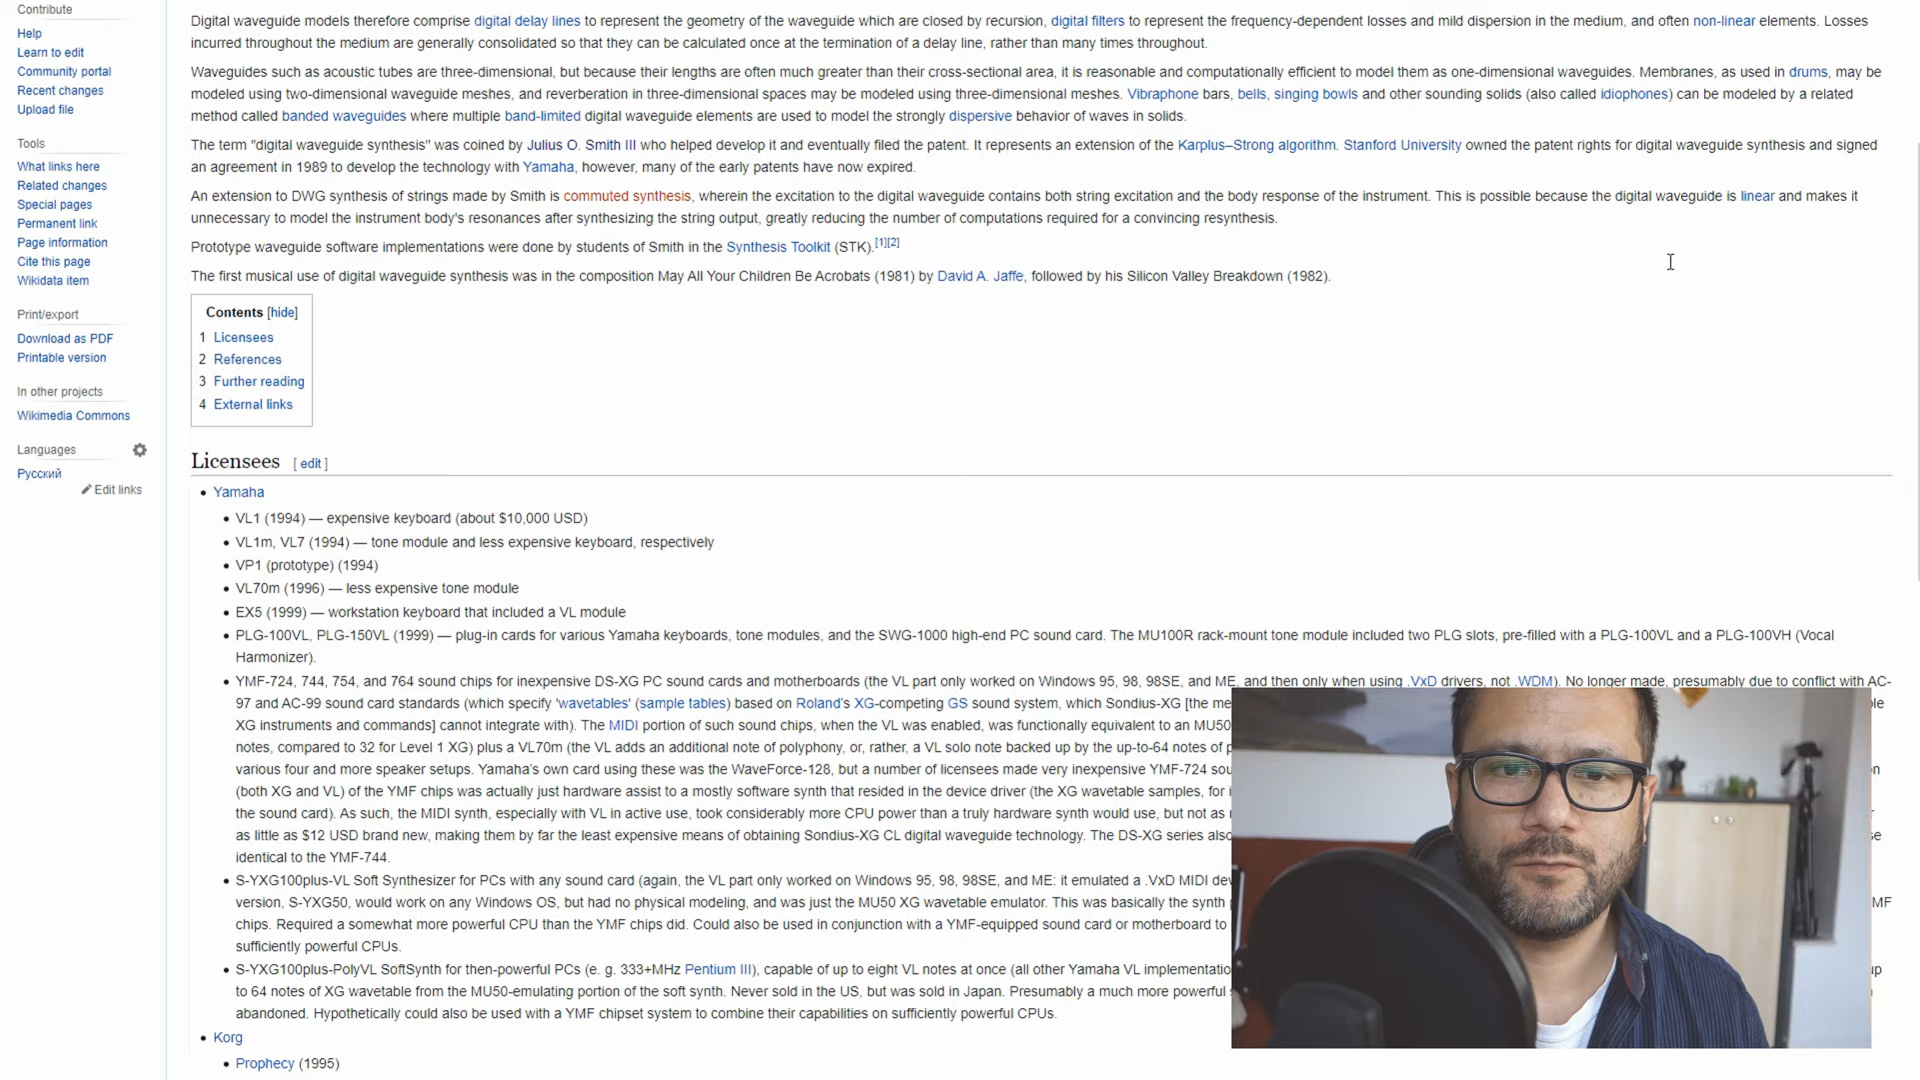 Contribute
Help
Learn to edit
Community portal
Recent changes
Upload file
Tools
What links here
Related changes
Special pages
Permanent link
Page information
Cite this page
Wikidata item
Print/export
Download as PDF
Printable version
In other projects
Wikimedia Commons
Languages
Русский
Edit links
Digital waveguide models therefore comprise digital delay lines to represent the geometry of the waveguide which are closed by recursion, digital filters to represent the frequency-dependent losses and mild dispersion in the medium, and often non-linear elements. Losses
incurred throughout the medium are generally consolidated so that they can be calculated once at the termination of a delay line, rather than many times throughout.
Waveguides such as acoustic tubes are three-dimensional, but because their lengths are often much greater than their cross-sectional area, it is reasonable and computationally efficient to model them as one-dimensional waveguides. Membranes, as used in drums, may be
modeled using two-dimensional waveguide meshes, and reverberation in three-dimensional spaces may be modeled using three-dimensional meshes. Vibraphone bars, bells, singing bowls and other sounding solids (also called idiophones) can be modeled by a related
method called banded waveguides where multiple band-limited digital waveguide elements are used to model the strongly dispersive behavior of waves in solids.
The term "digital waveguide synthesis" was coined by Julius O. Smith III who helped develop it and eventually filed the patent. It represents an extension of the Karplus–Strong algorithm. Stanford University owned the patent rights for digital waveguide synthesis and signed
an agreement in 1989 to develop the technology with Yamaha, however, many of the early patents have now expired.
An extension to DWG synthesis of strings made by Smith is commuted synthesis, wherein the excitation to the digital waveguide contains both string excitation and the body response of the instrument. This is possible because the digital waveguide is linear and makes it
unnecessary to model the instrument body's resonances after synthesizing the string output, greatly reducing the number of computations required for a convincing resynthesis.
Prototype waveguide software implementations were done by students of Smith in the Synthesis Toolkit (STK).[1][2]
The first musical use of digital waveguide synthesis was in the composition May All Your Children Be Acrobats (1981) by David A. Jaffe, followed by his Silicon Valley Breakdown (1982).
Contents [hide]
1 Licensees
2 References
3 Further reading
4 External links
Licensees [ edit ]
• Yamaha
• VL1 (1994) — expensive keyboard (about $10,000 USD)
• VL1m, VL7 (1994) — tone module and less expensive keyboard, respectively
• VP1 (prototype) (1994)
• VL70m (1996) — less expensive tone module
• EX5 (1999) — workstation keyboard that included a VL module
• PLG-100VL, PLG-150VL (1999) — plug-in cards for various Yamaha keyboards, tone modules, and the SWG-1000 high-end PC sound card. The MU100R rack-mount tone module included two PLG slots, pre-filled with a PLG-100VL and a PLG-100VH (Vocal
Harmonizer).
• YMF-724, 744, 754, and 764 sound chips for inexpensive DS-XG PC sound cards and motherboards (the VL part only worked on Windows 95, 98, 98SE, and ME, and then only when using .VxD drivers, not .WDM). No longer made, presumably due to conflict with AC-
97 and AC-99 sound card standards (which specify 'wavetables' (sample tables) based on Roland's XG-competing GS sound system, which Sondius-XG [the me
XG instruments and commands] cannot integrate with). The MIDI portion of such sound chips, when the VL was enabled, was functionally equivalent to an MU50
notes, compared to 32 for Level 1 XG) plus a VL70m (the VL adds an additional note of polyphony, or, rather, a VL solo note backed up by the up-to-64 notes of p
various four and more speaker setups. Yamaha's own card using these was the WaveForce-128, but a number of licensees made very inexpensive YMF-724 sou
(both XG and VL) of the YMF chips was actually just hardware assist to a mostly software synth that resided in the device driver (the XG wavetable samples, for i
the sound card). As such, the MIDI synth, especially with VL in active use, took considerably more CPU power than a truly hardware synth would use, but not as
as little as $12 USD brand new, making them by far the least expensive means of obtaining Sondius-XG CL digital waveguide technology. The DS-XG series also
identical to the YMF-744.
• S-YXG100plus-VL Soft Synthesizer for PCs with any sound card (again, the VL part only worked on Windows 95, 98, 98SE, and ME: it emulated a .VxD MIDI dev
version, S-YXG50, would work on any Windows OS, but had no physical modeling, and was just the MU50 XG wavetable emulator. This was basically the synth MF
chips. Required a somewhat more powerful CPU than the YMF chips did. Could also be used in conjunction with a YMF-equipped sound card or motherboard to
sufficiently powerful CPUs.
• S-YXG100plus-PolyVL SoftSynth for then-powerful PCs (e. g. 333+MHz Pentium III), capable of up to eight VL notes at once (all other Yamaha VL implementatio up
to 64 notes of XG wavetable from the MU50-emulating portion of the soft synth. Never sold in the US, but was sold in Japan. Presumably a much more powerful
abandoned. Hypothetically could also be used with a YMF chipset system to combine their capabilities on sufficiently powerful CPUs.
• Korg
• Prophecy (1995)